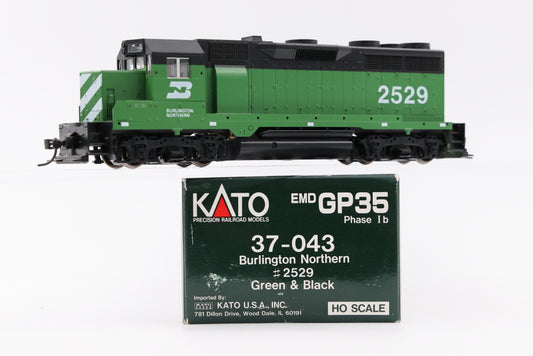 BN
BURLINGTON
NORTHERN
2529
KATO
PRECISION RAILROAD MODELS
EMD GP35
Phase Ib
37-043
Burlington Northern
#2529
Green & Black
Imported By:
KATO KATO U.S.A., INC.
781 Dillon Drive, Wood Dale, IL 60191
HO SCALE